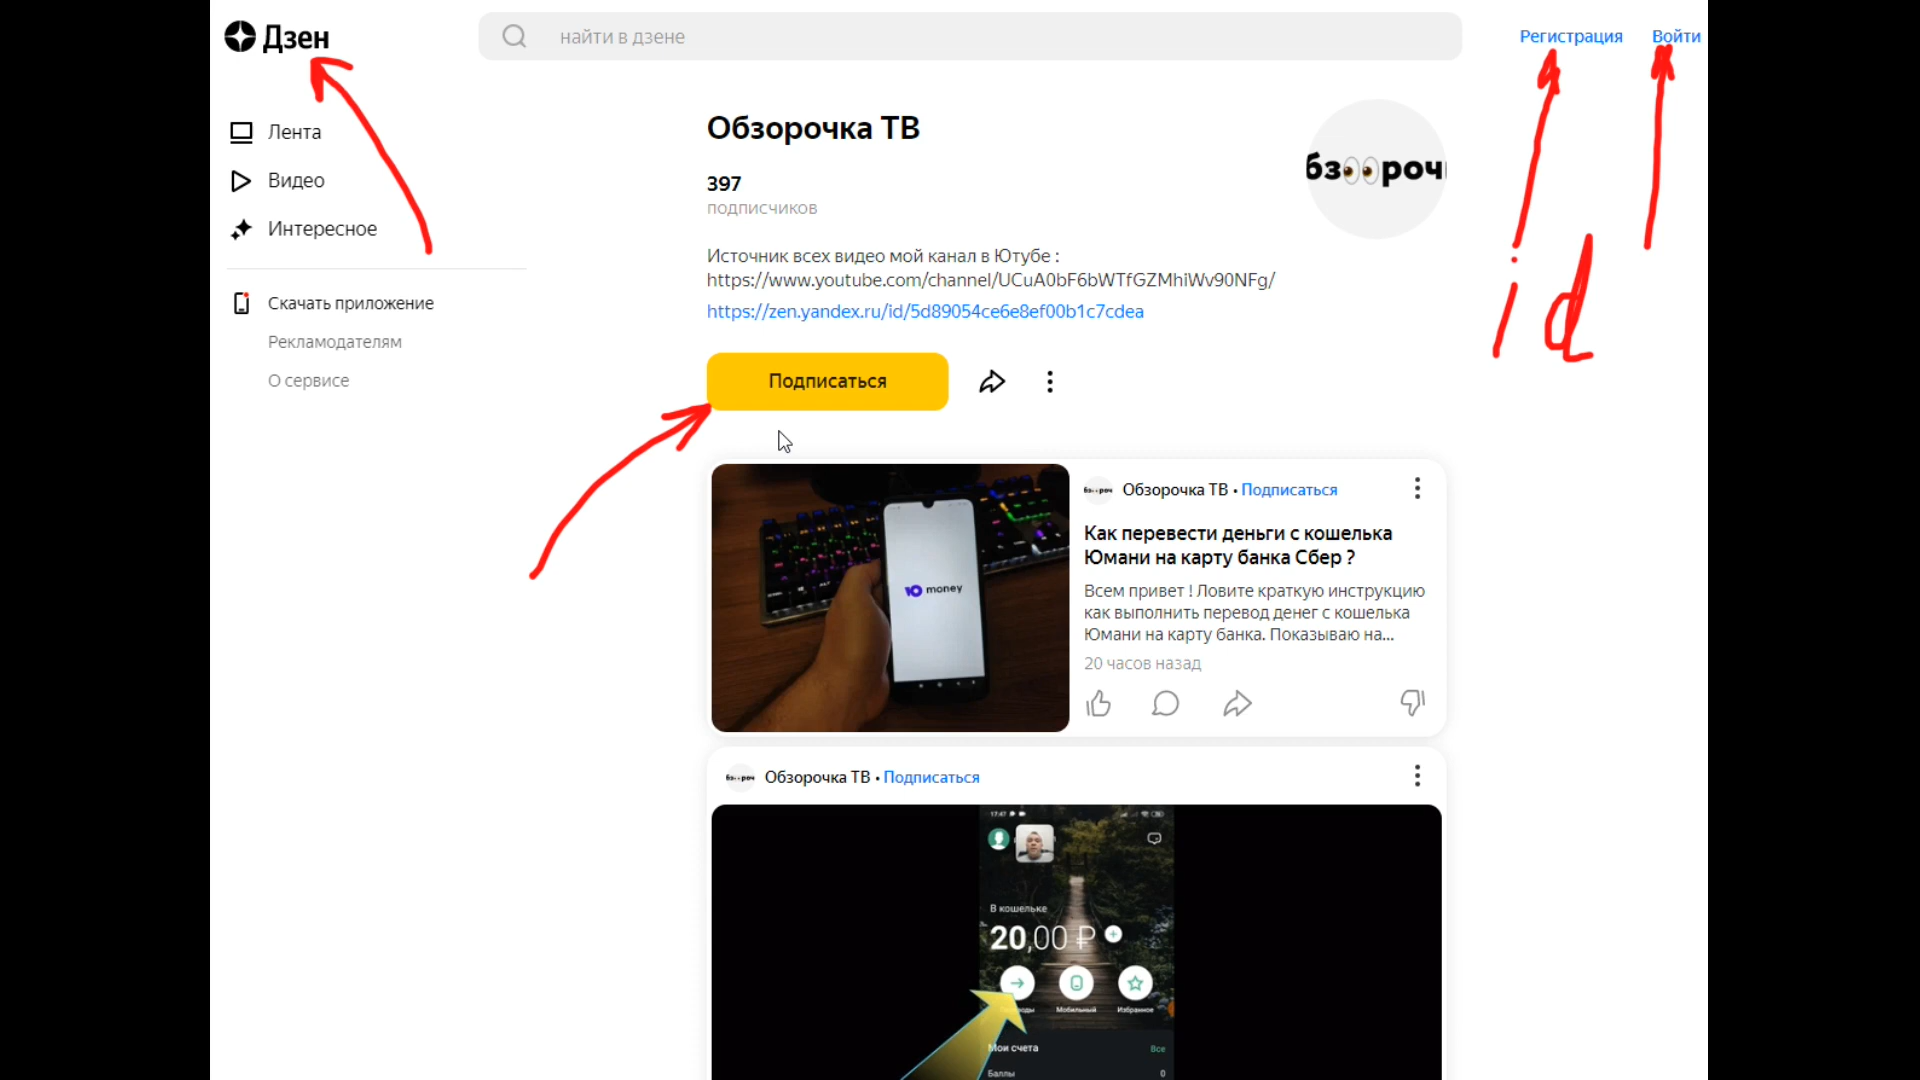 Дзен
найти в дзене
Регистрация
Войти
Лента
Видео
Интересное
Скачать приложение
Рекламодателям
О сервисе
Обзорочка ТВ
397
подписчиков
Источник всех видео мой канал в Ютубе :
https://www.youtube.com/channel/UCuA0bF6bWTfGZMhiWv90NFg/
https://zen.yandex.ru/id/5d89054ce6e8ef00b1c7cdea
Подписаться
бз👀роч
id
Обзорочка ТВ • Подписаться
Как перевести деньги с кошелька
Юмани на карту банка Сбер ?
Всем привет ! Ловите краткую инструкцию
как выполнить перевод денег с кошелька
Юмани на карту банка. Показываю на...
20 часов назад
Ю money
Обзорочка ТВ • Подписаться
17:47
В кошельке
20,00 ₽
Мобильный
Избранное
Мои счета
Все
Баллы
0